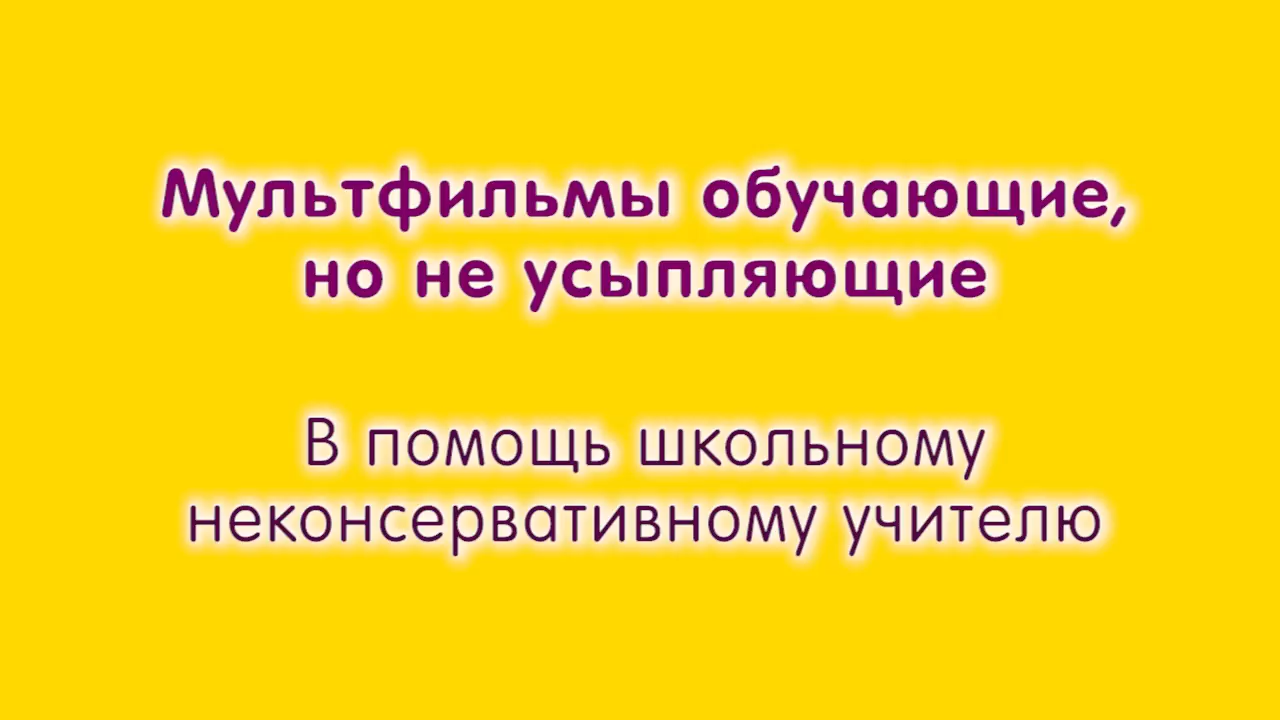 Мультфильмы обучающие,
но не усыпляющие
В помощь школьному
неконсервативному учителю